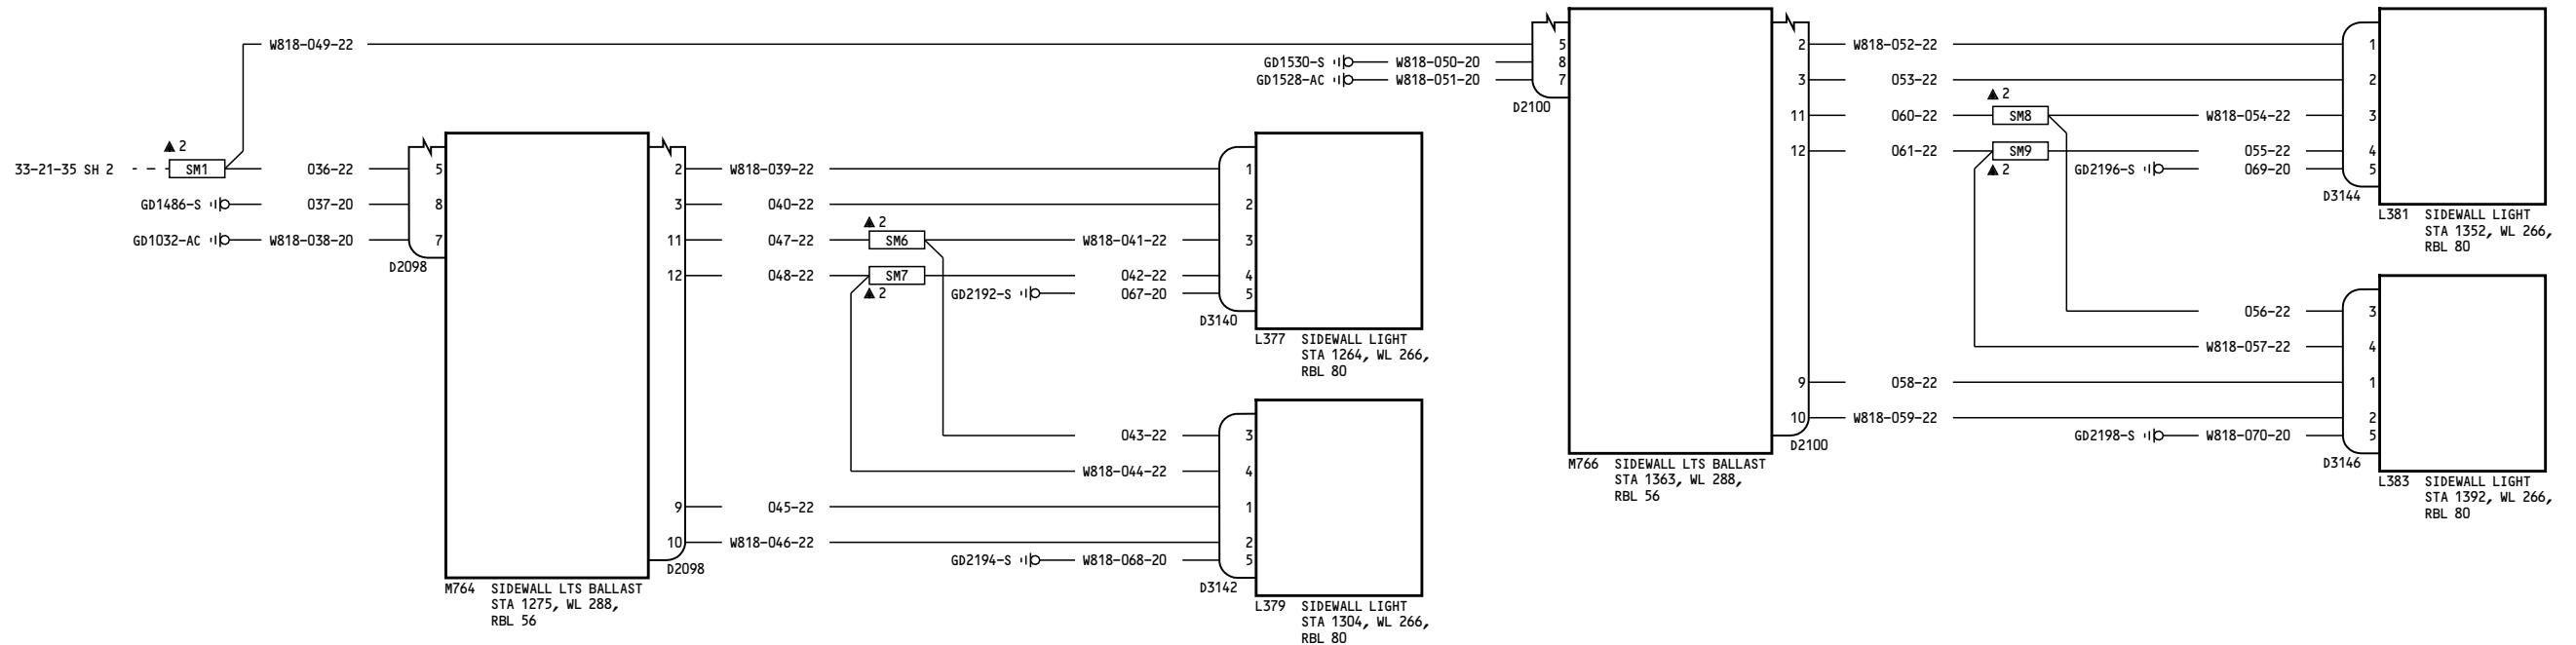 W818-049-22
▲ 2
33-21-35 SH 2
SM1
036-22
5
GD1486-S
037-20
8
GD1032-AC
W818-038-20
7
D2098
2
W818-039-22
1
3
040-22
2
▲ 2
11
047-22
SM6
W818-041-22
3
12
048-22
SM7
042-22
4
▲ 2
GD2192-S
067-20
5
D3140
L377 SIDEWALL LIGHT
STA 1264, WL 266,
RBL 80
043-22
3
W818-044-22
4
9
045-22
1
10
W818-046-22
2
GD2194-S
W818-068-20
5
D2098
D3142
M764 SIDEWALL LTS BALLAST
STA 1275, WL 288,
RBL 56
L379 SIDEWALL LIGHT
STA 1304, WL 266,
RBL 80
5
GD1530-S
W818-050-20
8
GD1528-AC
W818-051-20
7
D2100
2
W818-052-22
1
3
053-22
2
▲ 2
11
060-22
SM8
W818-054-22
3
12
061-22
SM9
055-22
4
▲ 2
GD2196-S
069-20
5
D3144
L381 SIDEWALL LIGHT
STA 1352, WL 266,
RBL 80
056-22
3
W818-057-22
4
9
058-22
1
10
W818-059-22
2
GD2198-S
W818-070-20
5
D2100
D3146
M766 SIDEWALL LTS BALLAST
STA 1363, WL 288,
RBL 56
L383 SIDEWALL LIGHT
STA 1392, WL 266,
RBL 80